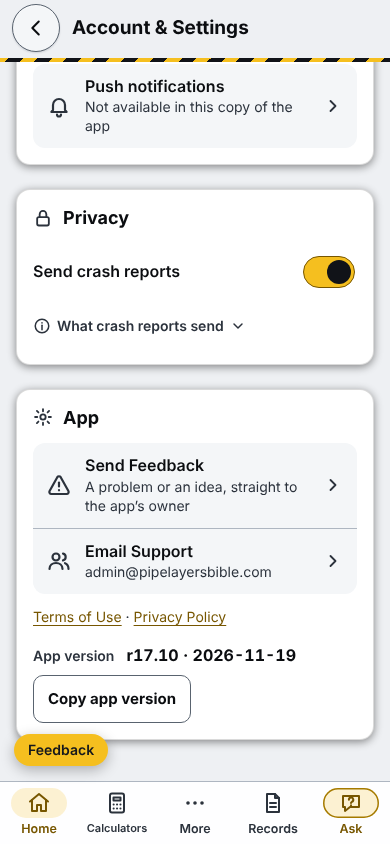 Account & Settings
Push notifications
Not available in this copy of the
app
Privacy
Send crash reports
What crash reports send
App
Send Feedback
A problem or an idea, straight to
the app's owner
Email Support
admin@pipelayersbible.com
Terms of Use · Privacy Policy
App version r17.10 · 2026-11-19
Copy app version
Feedback
Home Calculators More Records Ask